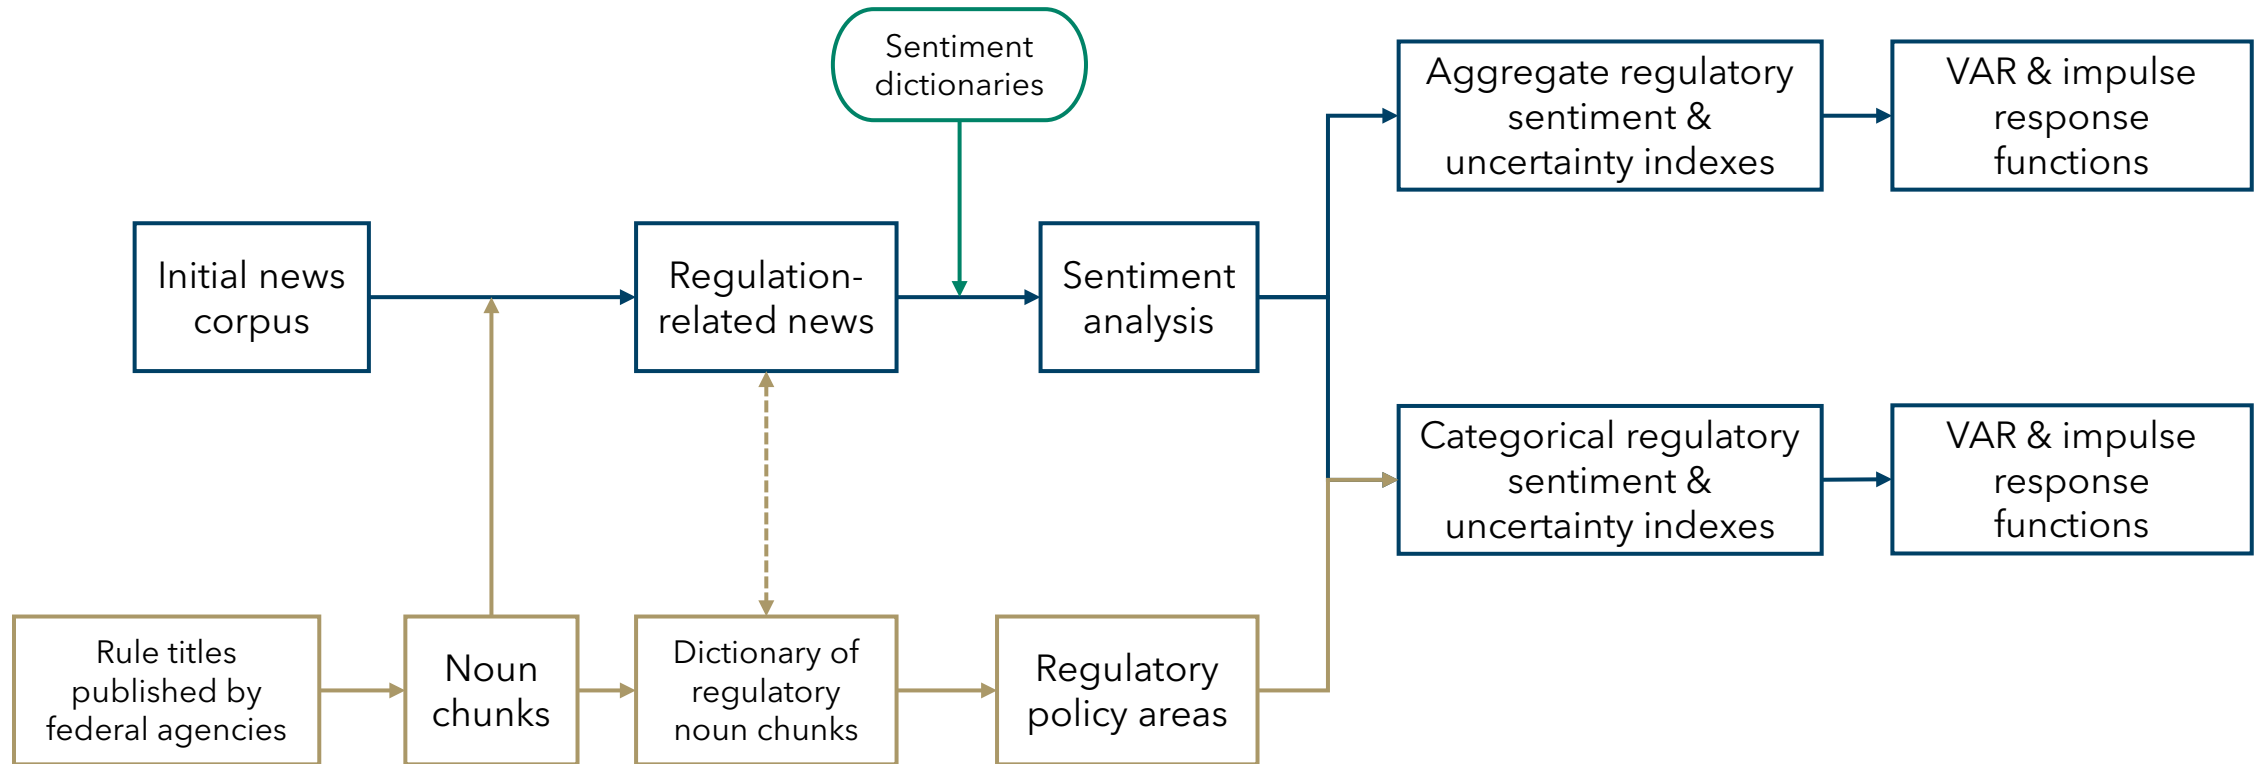 Sentiment
dictionaries
Aggregate regulatory
sentiment &
uncertainty indexes
VAR & impulse
response
functions
Initial news
corpus
Regulation-
related news
Sentiment
analysis
Categorical regulatory
sentiment &
uncertainty indexes
VAR & impulse
response
functions
Rule titles
published by
federal agencies
Noun
chunks
Dictionary of
regulatory
noun chunks
Regulatory
policy areas